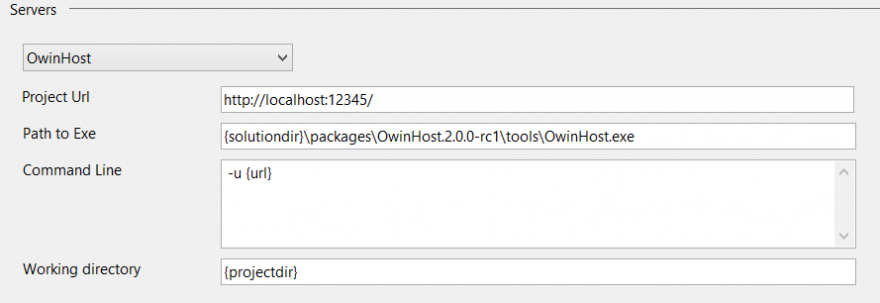 Servers
OwinHost
Project Url
http://localhost:12345/
Path to Exe
{solutiondir}\packages\OwinHost.2.0.0-rc1\tools\OwinHost.exe
Command Line
-u {url}
Working directory
{projectdir}